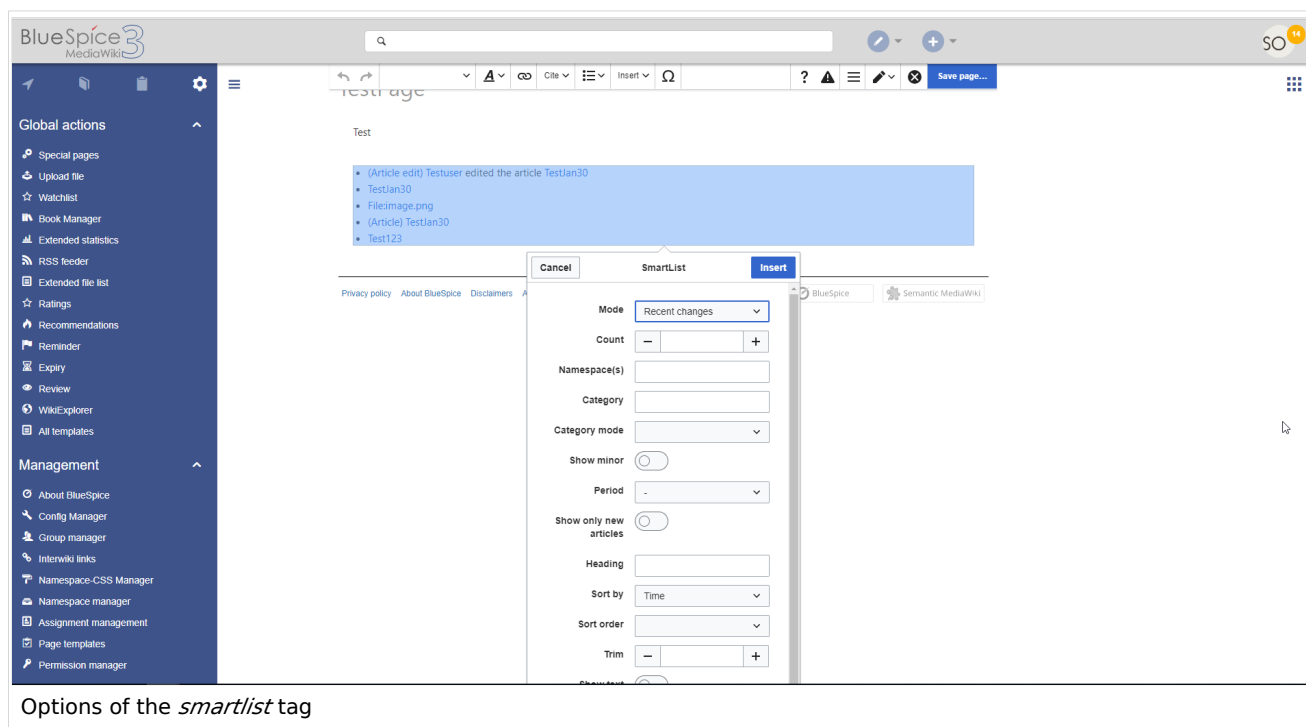 BlueSpice3
MediaWiki
SO
14
Cite
Insert
Ω
?
Save page...
TestPage
Global actions
Special pages
Upload file
Watchlist
Book Manager
Extended statistics
RSS feeder
Extended file list
Ratings
Recommendations
Reminder
Expiry
Review
WikiExplorer
All templates
Management
About BlueSpice
Config Manager
Group manager
Interwiki links
Namespace-CSS Manager
Namespace manager
Assignment management
Page templates
Permission manager
Test
• (Article edit) Testuser edited the article TestJan30
• TestJan30
• File:image.png
• (Article) TestJan30
• Test123
Cancel SmartList Insert
Privacy policy About BlueSpice Disclaimers
BlueSpice
Semantic MediaWiki
Mode Recent changes
Count − +
Namespace(s)
Category
Category mode
Show minor
Period -
Show only new
articles
Heading
Sort by Time
Sort order
Trim − +
Show text
Options of the smartlist tag